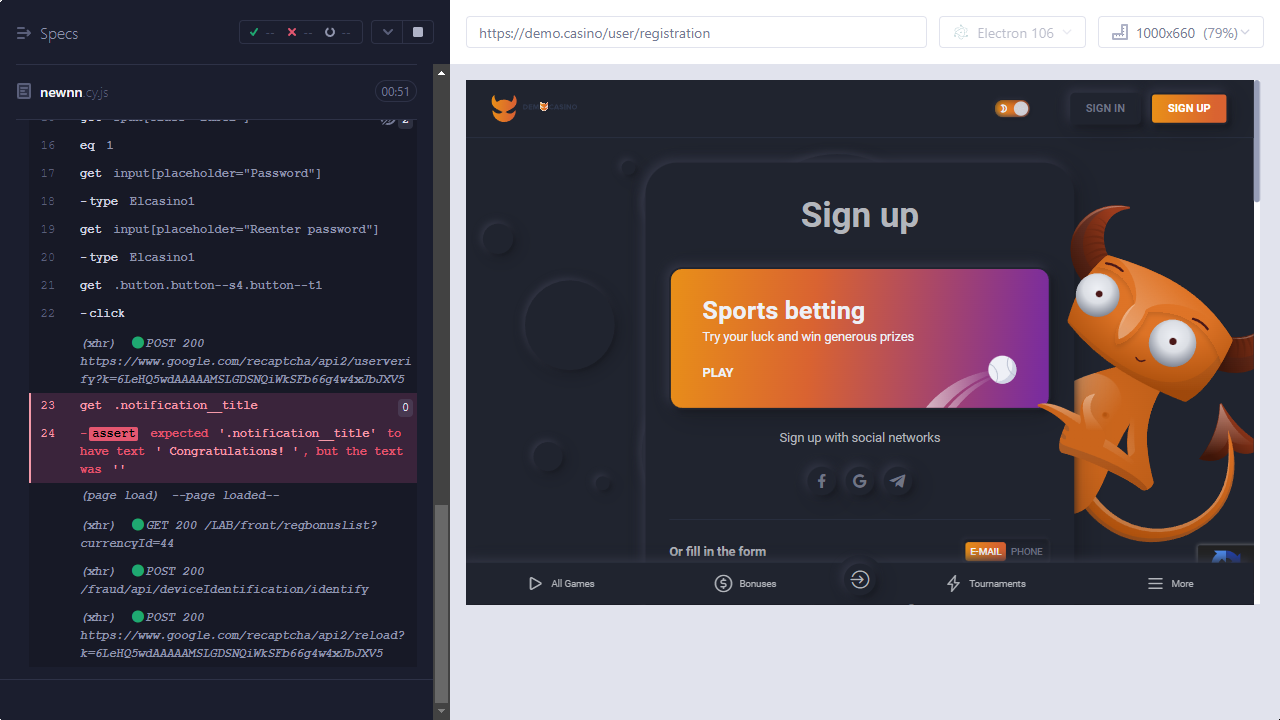 Specs
-- -- --
newnn.cy.js
00:51
16 eq 1
17 get input[placeholder="Password"]
18 -type Elcasino1
19 get input[placeholder="Reenter password"]
20 -type Elcasino1
21 get .button.button--s4.button--t1
22 -click
(xhr) POST 200
https://www.google.com/recaptcha/api2/userveri
fy?k=6LeHQ5wdAAAAAMSLGDSNQiWkSFb66g4w4xJbJXV5
23 get .notification__title 0
24 -assert expected '.notification__title' to
have text ' Congratulations! ', but the text
was ''
(page load) --page loaded--
(xhr) GET 200 /LAB/front/regbonuslist?
currencyId=44
(xhr) POST 200
/fraud/api/deviceIdentification/identify
(xhr) POST 200
https://www.google.com/recaptcha/api2/reload?
k=6LeHQ5wdAAAAAMSLGDSNQiWkSFb66g4w4xJbJXV5
https://demo.casino/user/registration
Electron 106
1000x660 (79%)
DEMO CASINO
SIGN IN
SIGN UP
Sign up
Sports betting
Try your luck and win generous prizes
PLAY
Sign up with social networks
Or fill in the form
E-MAIL PHONE
All Games
Bonuses
Tournaments
More